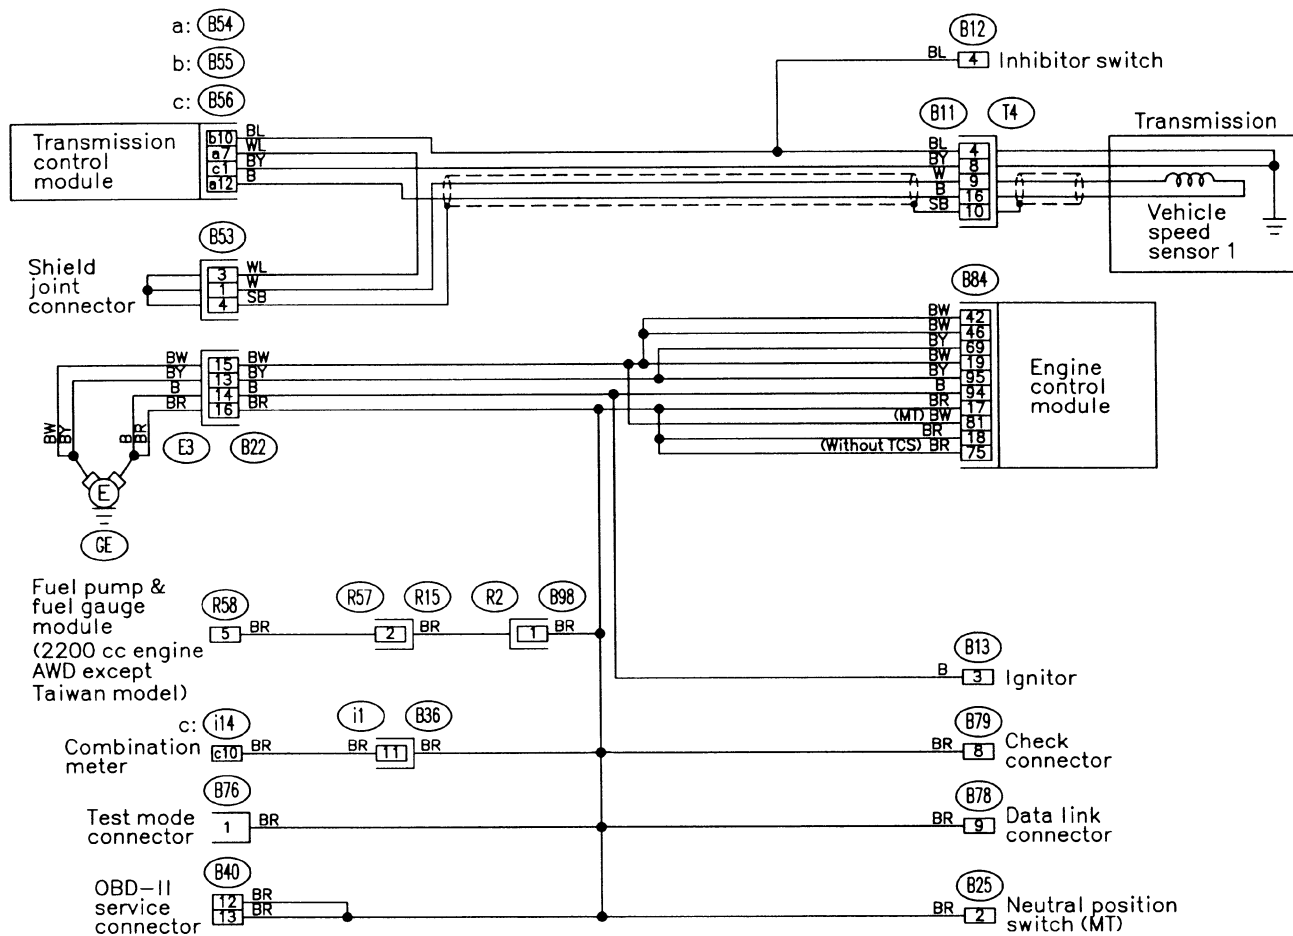 a: B54
b: B55
c: B56
Transmission
control
module
b10 BL
a7 WL
c1 BY
a12 B
B12
BL 4 Inhibitor switch
B11 T4
BL 4
BY 8
W 9
B 16
SB 10
Transmission
Vehicle
speed
sensor 1
B53
Shield
joint
connector
3 WL
1 W
4 SB
B84
BW 42
BW 46
BY 69
BW 19
BY 95
B 94
BR 17
(MT) BW 81
BR 18
(Without TCS) BR 75
Engine
control
module
BW 15 BW
BY 13 BY
B 14 B
BR 16 BR
E3 B22
BW BY B BR
E
GE
Fuel pump &
fuel gauge
module
(2200 cc engine
AWD except
Taiwan model)
R58
5 BR
R57 R15
2 BR
R2 B98
1 BR
B13
B 3 Ignitor
c: i14
Combination
meter
c10 BR
i1 B36
BR 11 BR
B79
BR 8 Check
connector
B76
Test mode
connector
1 BR
B78
BR 9 Data link
connector
B40
OBD-II
service
connector
12 BR
13 BR
B25
BR 2 Neutral position
switch (MT)